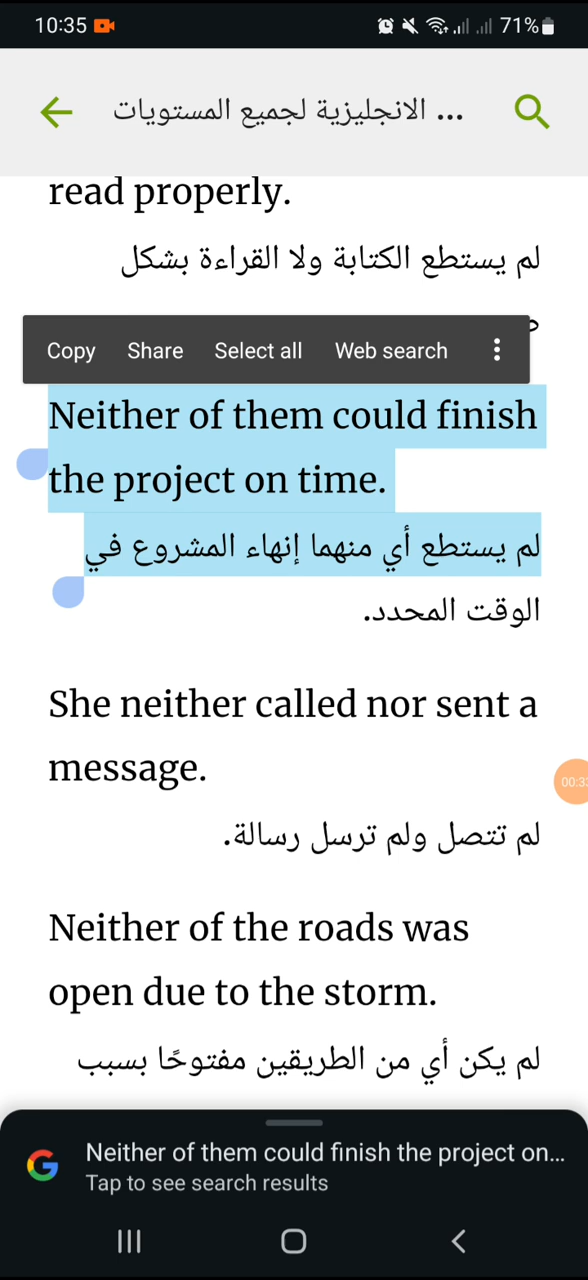 10:35 71%
... الانجليزية لجميع المستويات
read properly.
لم يستطع الكتابة ولا القراءة بشكل
Copy Share Select all Web search
Neither of them could finish
the project on time.
لم يستطع أي منهما إنهاء المشروع في
الوقت المحدد.
She neither called nor sent a
message.
00:3
لم تتصل ولم ترسل رسالة.
Neither of the roads was
open due to the storm.
لم يكن أي من الطريقين مفتوحًا بسبب
G Neither of them could finish the project on...
Tap to see search results